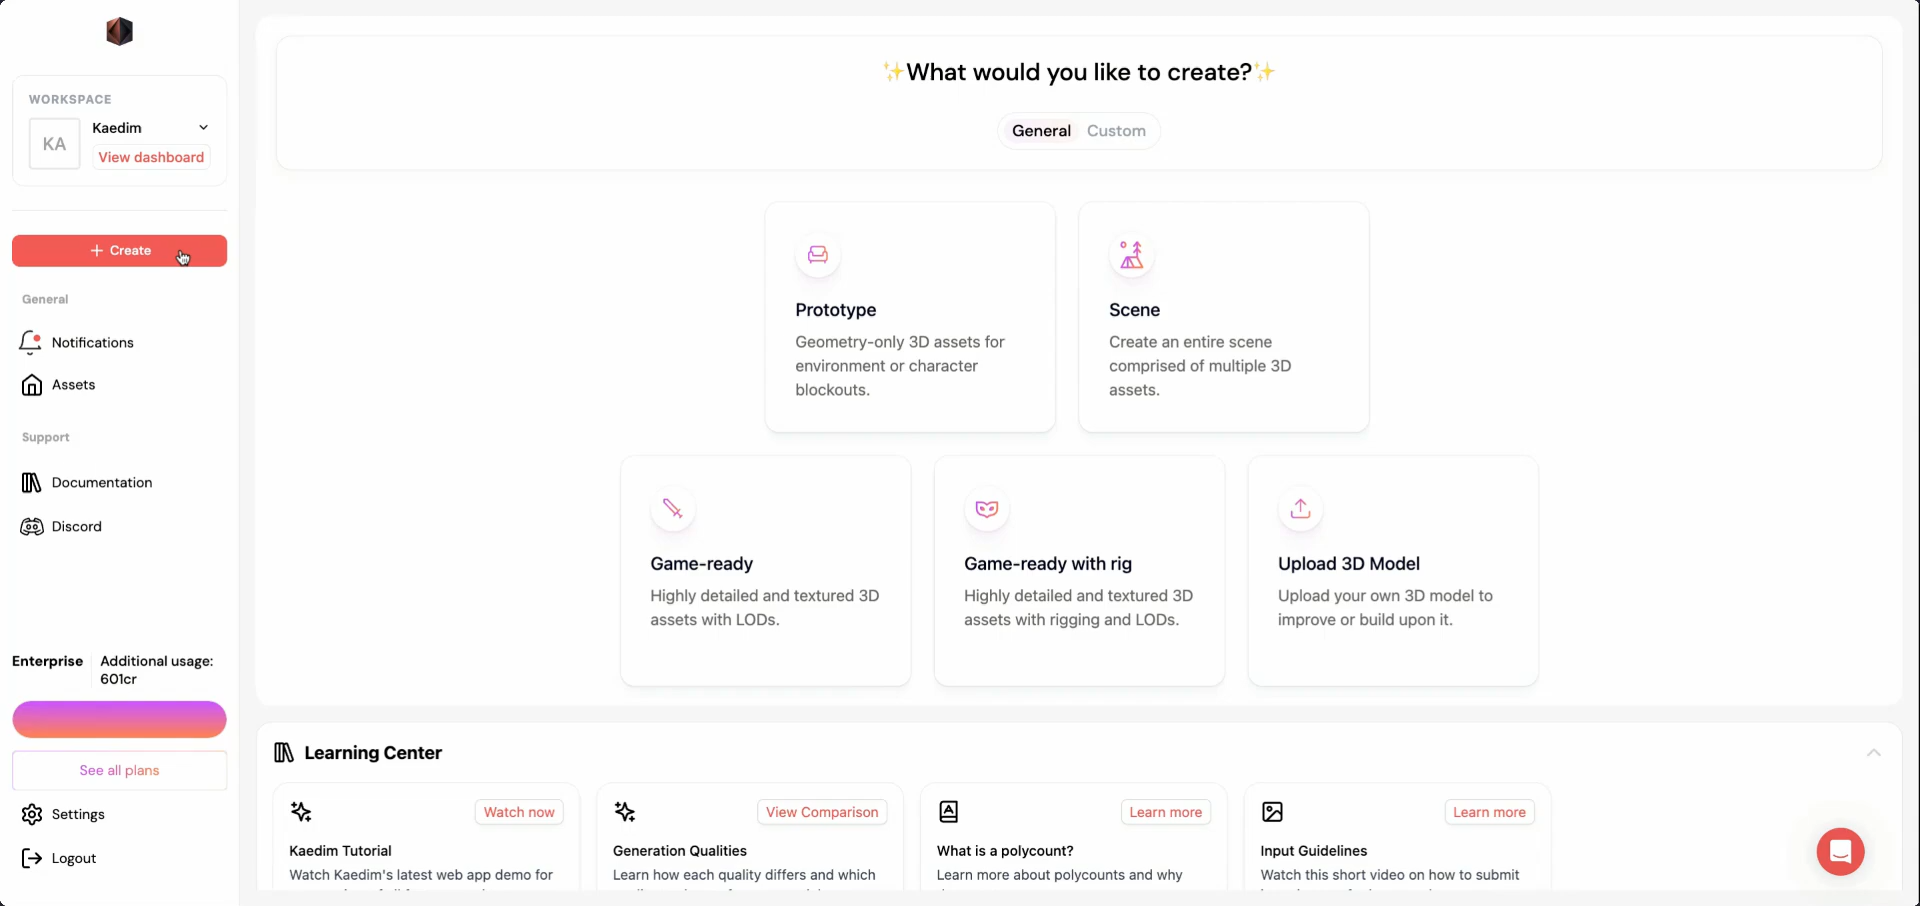 WORKSPACE
KA
Kaedim
View dashboard
+ Create
General
Notifications
Assets
Support
Documentation
Discord
Enterprise
Additional usage:
601cr
See all plans
Settings
Logout
✨What would you like to create?✨
General Custom
Prototype
Geometry-only 3D assets for
environment or character
blockouts.
Scene
Create an entire scene
comprised of multiple 3D
assets.
Game-ready
Highly detailed and textured 3D
assets with LODs.
Game-ready with rig
Highly detailed and textured 3D
assets with rigging and LODs.
Upload 3D Model
Upload your own 3D model to
improve or build upon it.
Learning Center
Watch now
Kaedim Tutorial
Watch Kaedim's latest web app demo for
View Comparison
Generation Qualities
Learn how each quality differs and which
Learn more
What is a polycount?
Learn more about polycounts and why
Learn more
Input Guidelines
Watch this short video on how to submit